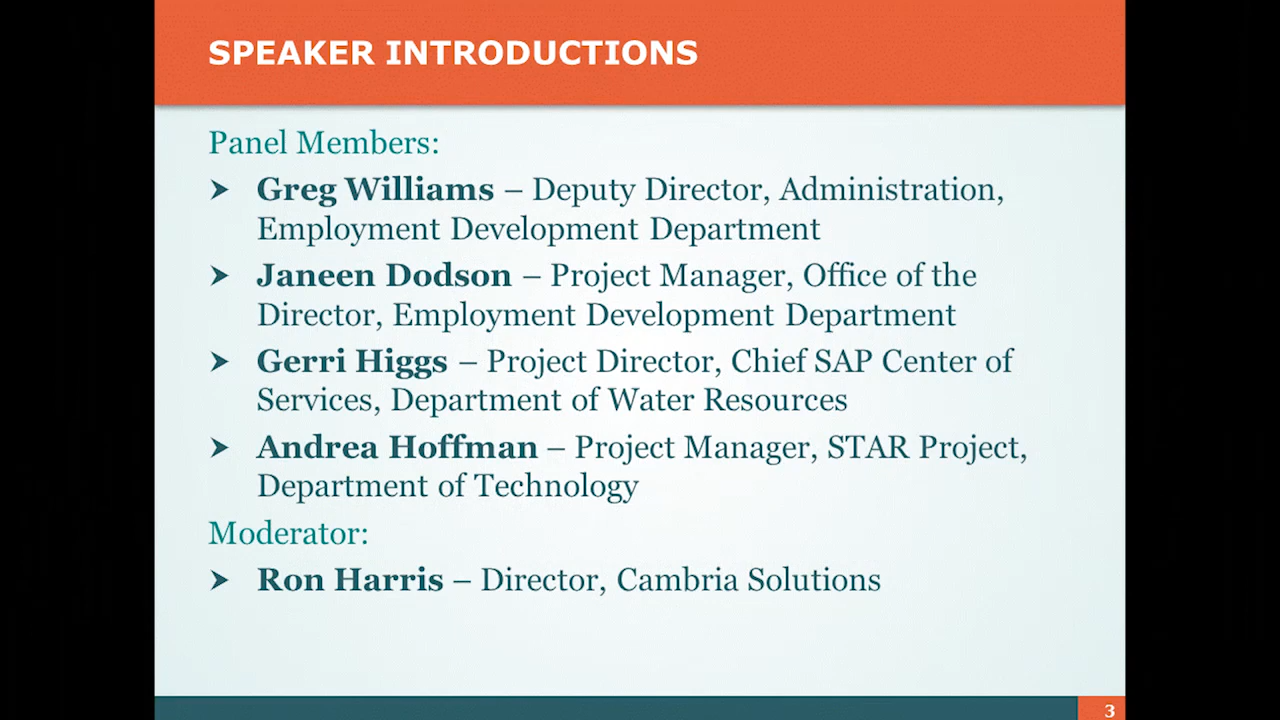 SPEAKER INTRODUCTIONS
Panel Members:
➤ Greg Williams – Deputy Director, Administration,
Employment Development Department
➤ Janeen Dodson – Project Manager, Office of the
Director, Employment Development Department
➤ Gerri Higgs – Project Director, Chief SAP Center of
Services, Department of Water Resources
➤ Andrea Hoffman – Project Manager, STAR Project,
Department of Technology
Moderator:
➤ Ron Harris – Director, Cambria Solutions
3